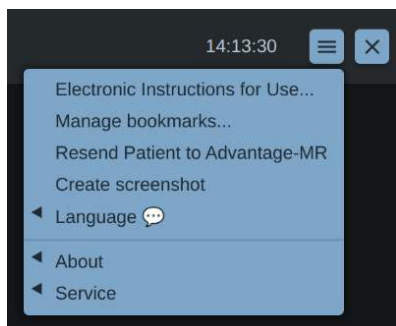 14:13:30
Electronic Instructions for Use...
Manage bookmarks...
Resend Patient to Advantage-MR
Create screenshot
Language 💬
About
Service